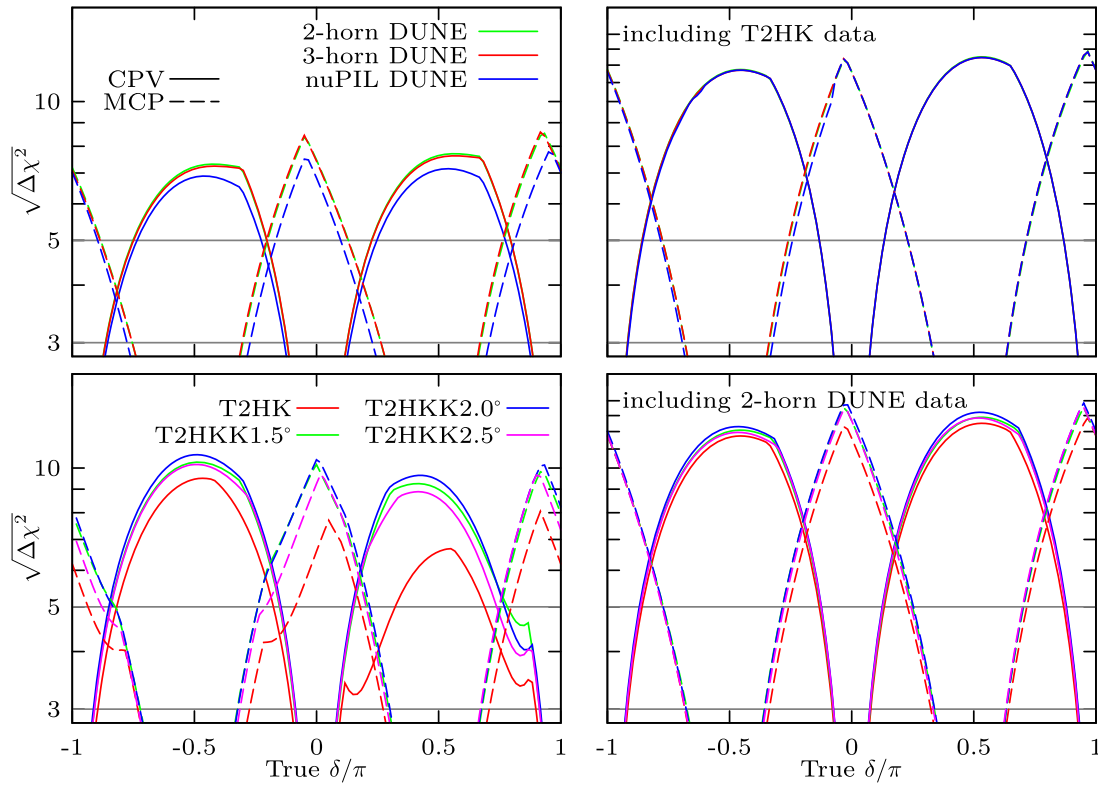 2-horn DUNE
3-horn DUNE
nuPIL DUNE
CPV
MCP
including T2HK data
10
5
3
√Δχ²
T2HK
T2HKK1.5°
T2HKK2.0°
T2HKK2.5°
including 2-horn DUNE data
10
5
3
√Δχ²
-1 -0.5 0 0.5 1
-1 -0.5 0 0.5 1
True δ/π
True δ/π